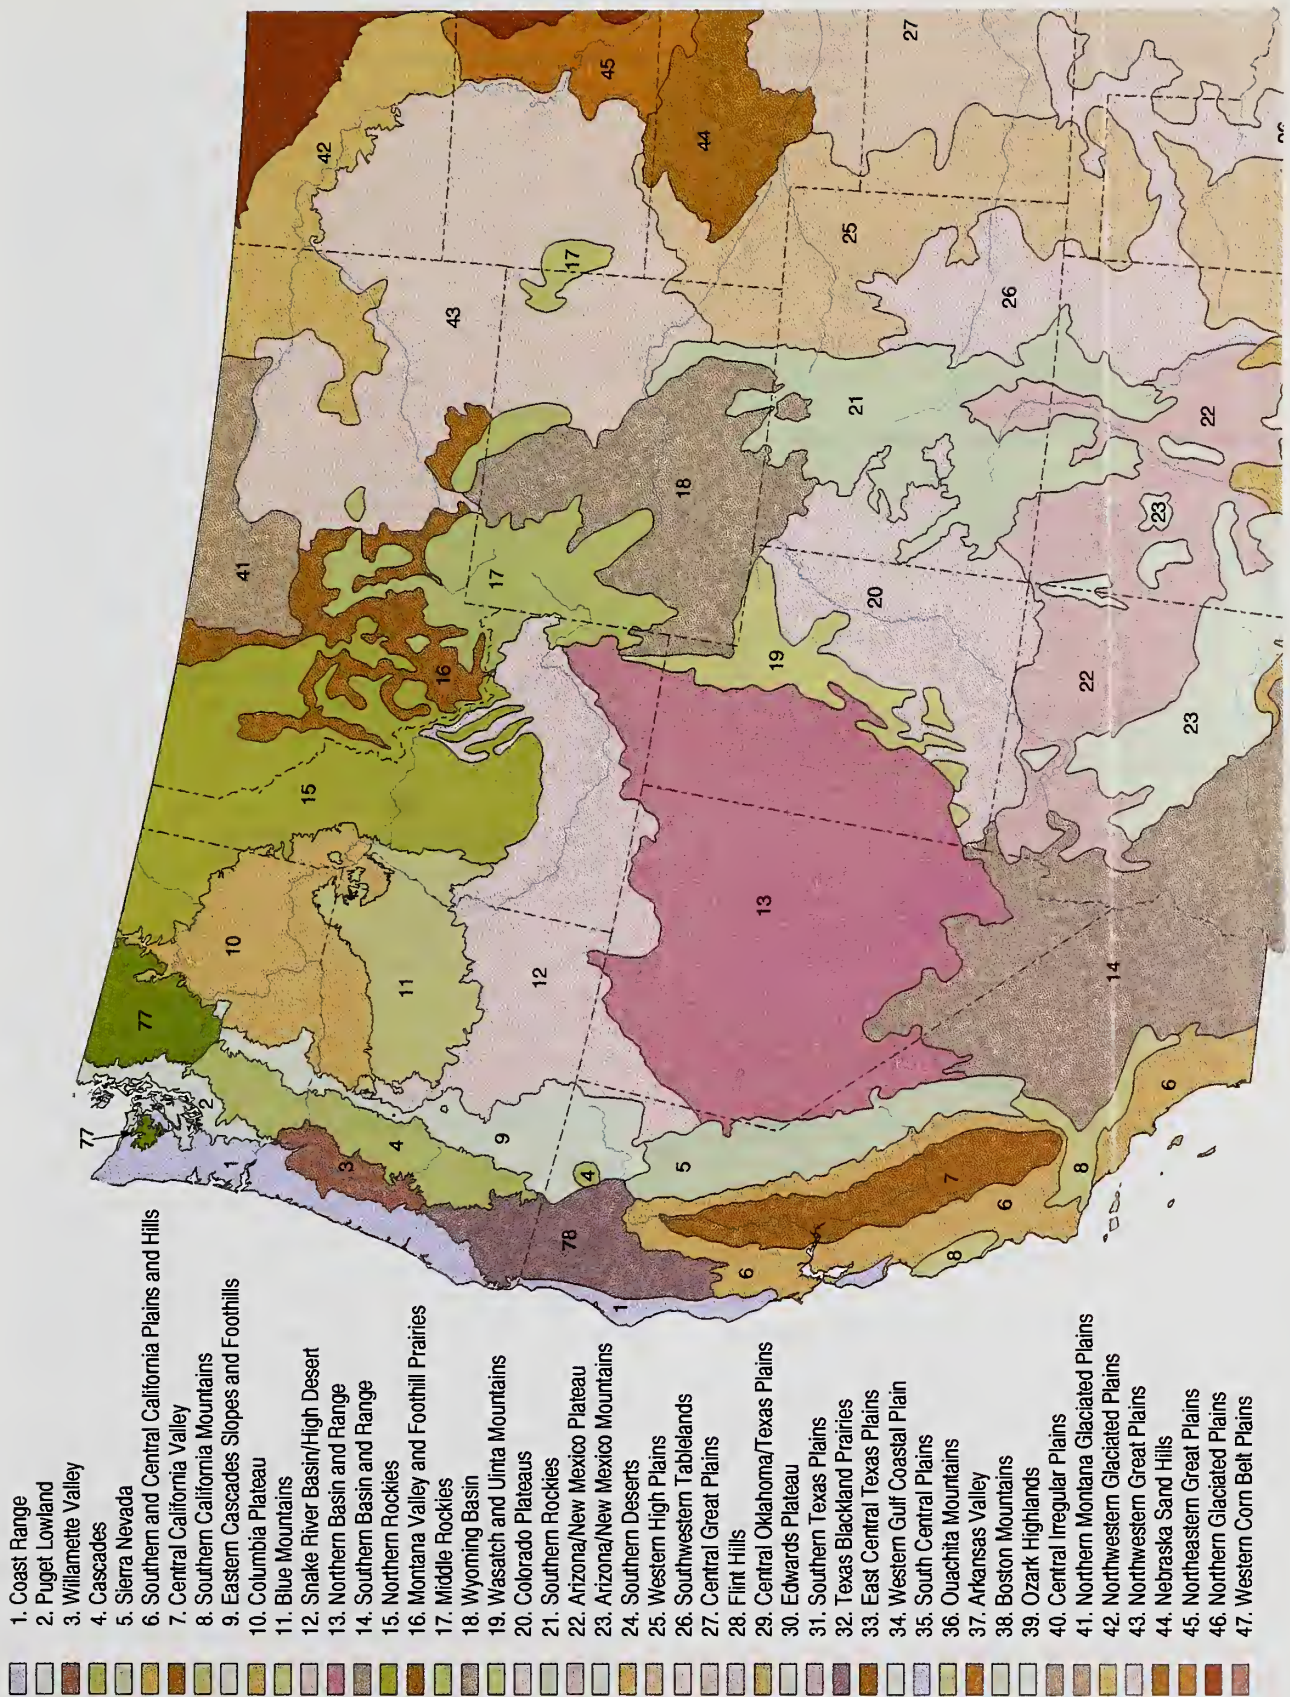 1. Coast Range
2. Puget Lowland
3. Willamette Valley
4. Cascades
5. Sierra Nevada
6. Southern and Central California Plains and Hills
7. Central California Valley
8. Southern California Mountains
9. Eastern Cascades Slopes and Foothills
10. Columbia Plateau
11. Blue Mountains
12. Snake River Basin/High Desert
13. Northern Basin and Range
14. Southern Basin and Range
15. Northern Rockies
16. Montana Valley and Foothill Prairies
17. Middle Rockies
18. Wyoming Basin
19. Wasatch and Uinta Mountains
20. Colorado Plateaus
21. Southern Rockies
22. Arizona/New Mexico Plateau
23. Arizona/New Mexico Mountains
24. Southern Deserts
25. Western High Plains
26. Southwestern Tablelands
27. Central Great Plains
28. Flint Hills
29. Central Oklahoma/Texas Plains
30. Edwards Plateau
31. Southern Texas Plains
32. Texas Blackland Prairies
33. East Central Texas Plains
34. Western Gulf Coastal Plain
35. South Central Plains
36. Ouachita Mountains
37. Arkansas Valley
38. Boston Mountains
39. Ozark Highlands
40. Central Irregular Plains
41. Northern Montana Glaciated Plains
42. Northwestern Glaciated Plains
43. Northwestern Great Plains
44. Nebraska Sand Hills
45. Northeastern Great Plains
46. Northern Glaciated Plains
47. Western Corn Belt Plains
77
77
2
1
10
41
15
42
3
4
11
16
43
17
9
12
78
17
4
45
1
5
18
44
6
13
19
25
21
20
27
7
8
6
26
8
22
14
23
6
23
22